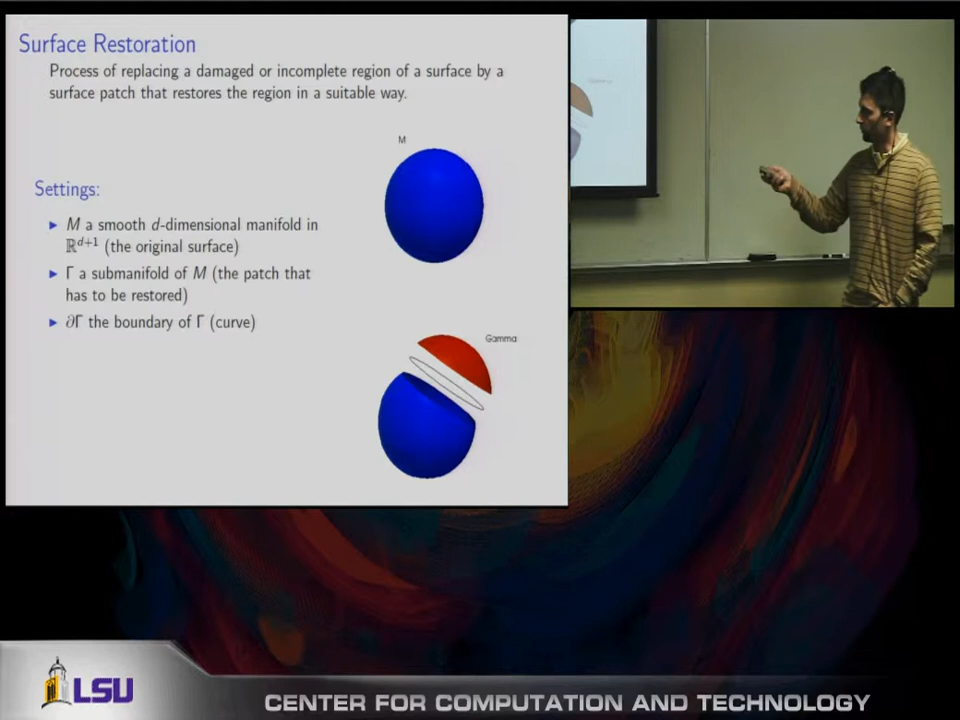 Surface Restoration
Process of replacing a damaged or incomplete region of a surface by a
surface patch that restores the region in a suitable way.
M
Settings:
▶ M a smooth d-dimensional manifold in
ℝᵈ⁺¹ (the original surface)
▶ Γ a submanifold of M (the patch that
has to be restored)
▶ ∂Γ the boundary of Γ (curve)
Gamma
LSU
CENTER FOR COMPUTATION AND TECHNOLOGY